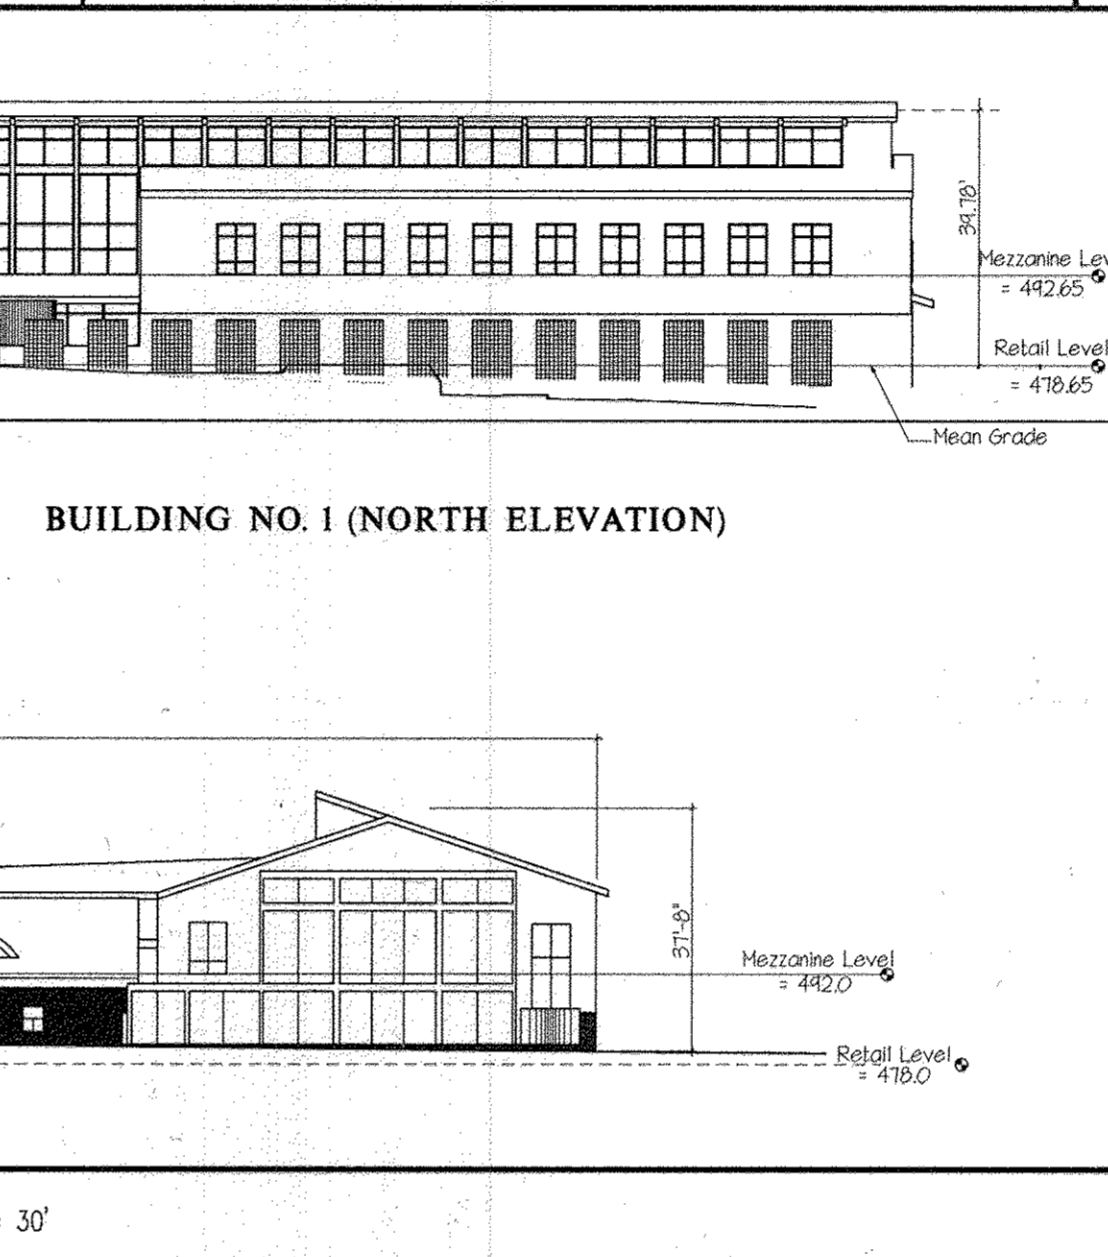 39.78'
Mezzanine Lev
= 492.65
Retail Level
= 478.65
Mean Grade
BUILDING NO. 1 (NORTH ELEVATION)
37'-8"
Mezzanine Level
= 492.0
Retail Level
= 478.0
30'